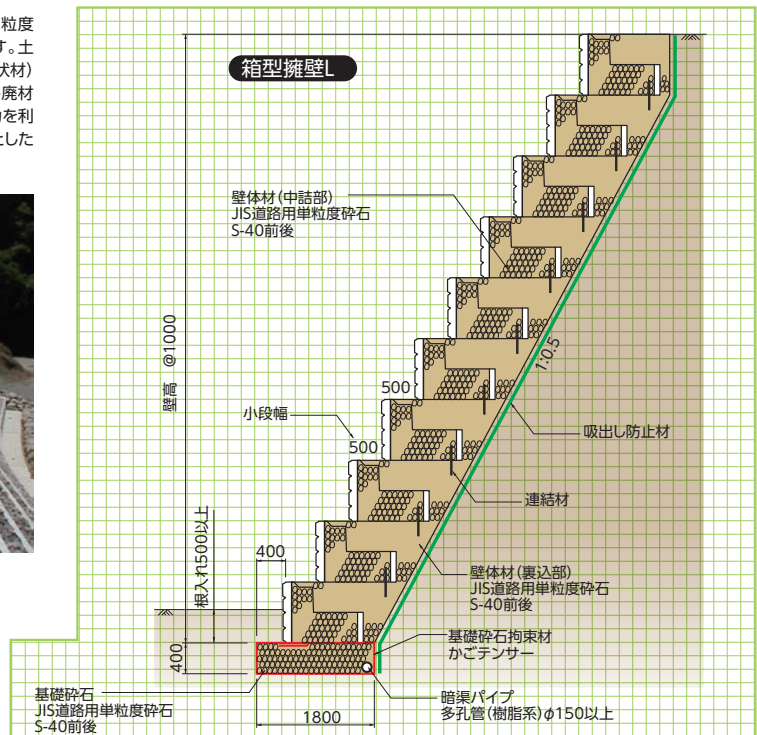 粒度
す。土
状材)
廃材
を利
とした
箱型擁壁L
壁体材(中詰部)
JIS道路用単粒度砕石
S-40前後
壁高 @1000
1:0.5
500
小段幅
500
吸出し防止材
連結材
根入れ500以上
400
壁体材(裏込部)
JIS道路用単粒度砕石
S-40前後
400
基礎砕石拘束材
かごテンサー
基礎砕石
JIS道路用単粒度砕石
S-40前後
1800
暗渠パイプ
多孔管(樹脂系)φ150以上